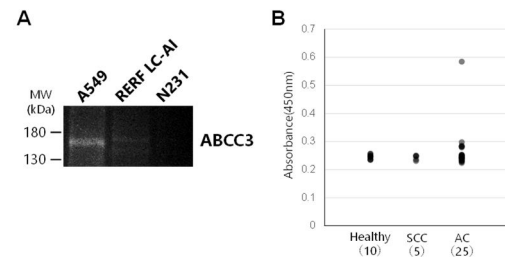 A
A549
RERF LC-AI
N231
MW
(kDa)
180
130
ABCC3
B
Absorbance(450nm)
0.7
0.6
0.5
0.4
0.3
0.2
0.1
0
Healthy
(10)
SCC
(5)
AC
(25)